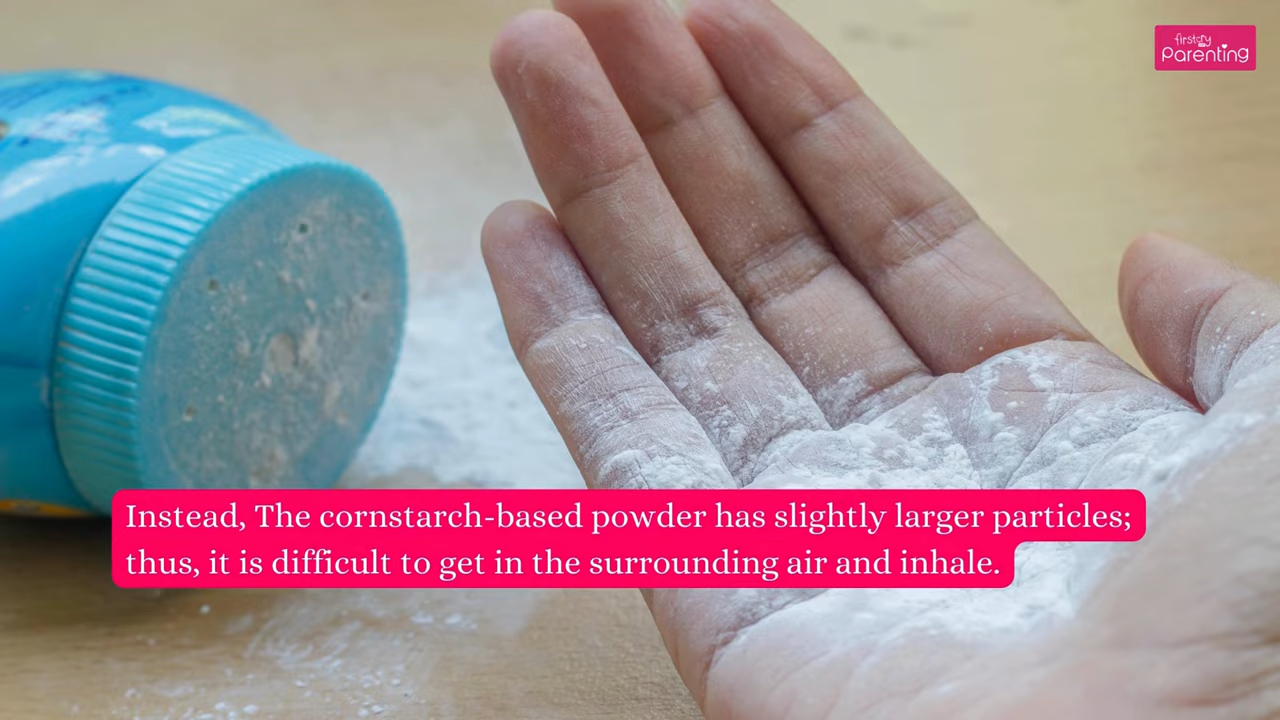 firstcry
Parenting
Instead, The cornstarch-based powder has slightly larger particles;
thus, it is difficult to get in the surrounding air and inhale.